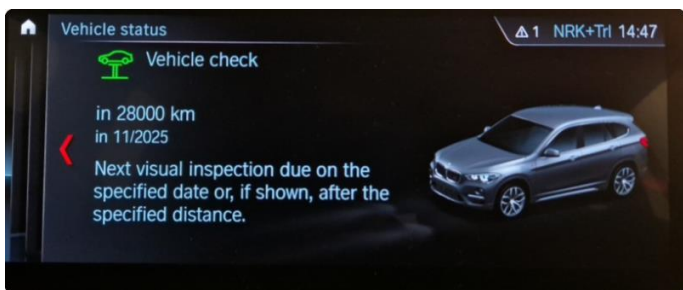 Vehicle status
1 NRK+Trl 14:47
Vehicle check
in 28000 km
in 11/2025
Next visual inspection due on the
specified date or, if shown, after the
specified distance.